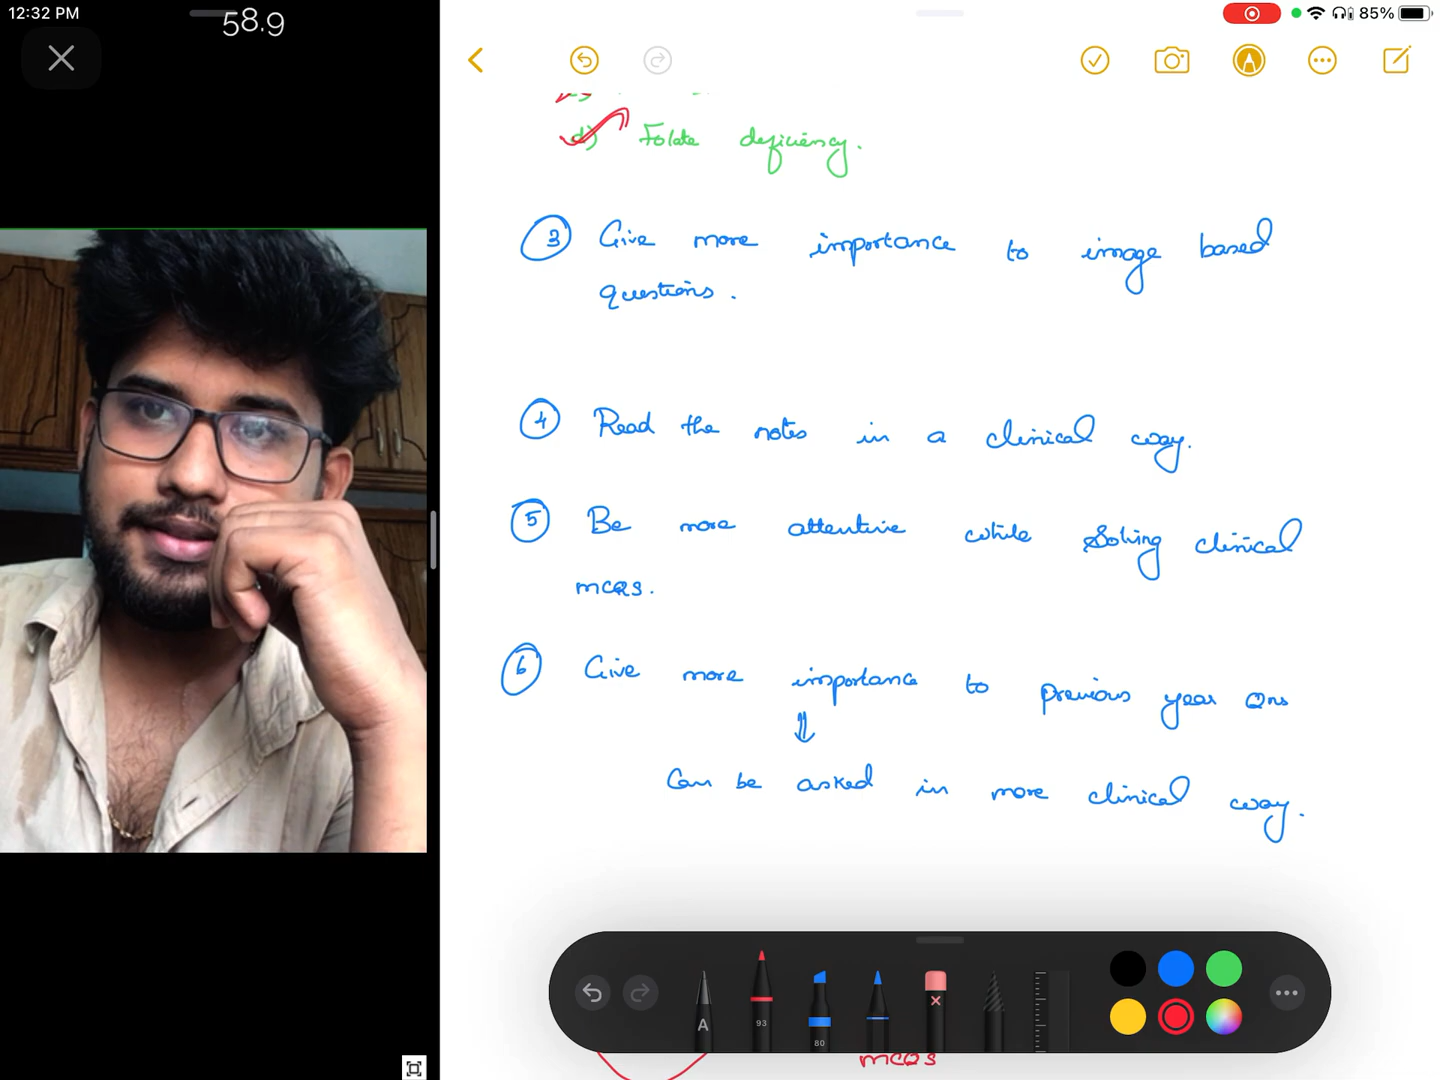 12:32 PM
58.9
85%
d) Folate deficiency.
3 Give more importance to image based
questions.
4 Read the notes in a clinical way.
5 Be more attentive while Solving clinical
MCQs.
6 Give more importance to previous year Qns
⇓
Can be asked in more clinical way.
A
93
80
MCQs